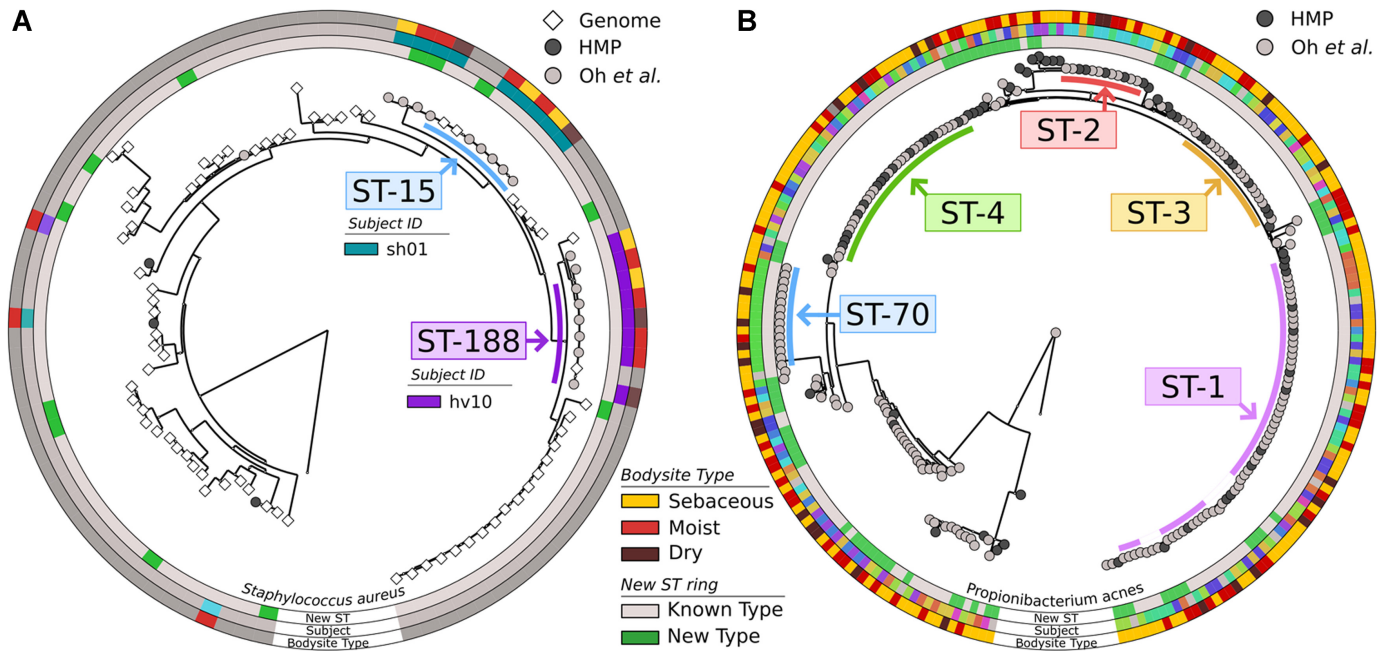 A
Genome
HMP
Oh et al.
ST-15
Subject ID
sh01
ST-188
Subject ID
hv10
Staphylococcus aureus
New ST
Subject
Bodysite Type
Bodysite Type
Sebaceous
Moist
Dry
New ST ring
Known Type
New Type
B
HMP
Oh et al.
ST-2
ST-4
ST-3
ST-70
ST-1
Propionibacterium acnes
New ST
Subject
Bodysite Type